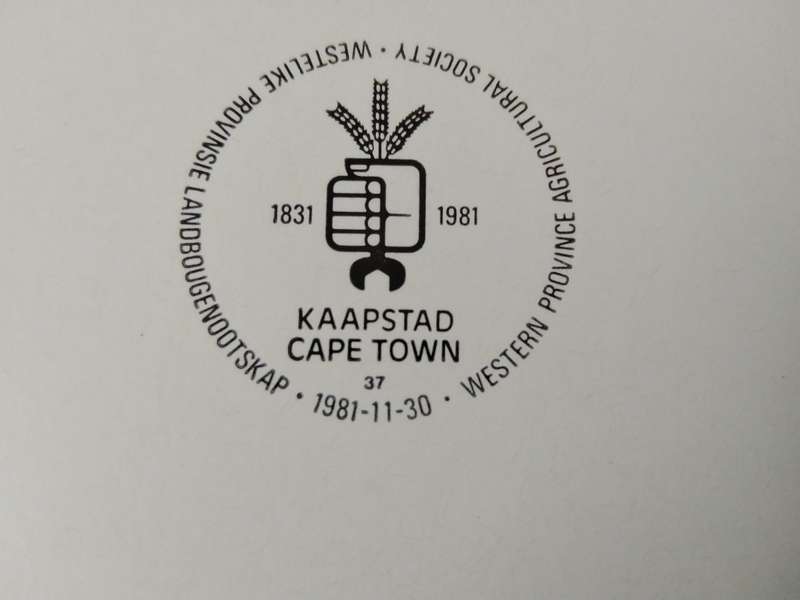 WESTELIKE PROVINSIE LANDBOUGENOOTSKAP · 1981-11-30 · WESTERN PROVINCE AGRICULTURAL SOCIETY ·
1831 1981
KAAPSTAD
CAPE TOWN
37